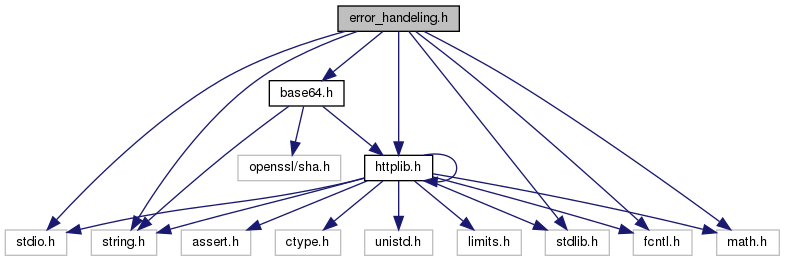 error_handeling.h
base64.h
openssl/sha.h
httplib.h
stdio.h
string.h
assert.h
ctype.h
unistd.h
limits.h
stdlib.h
fcntl.h
math.h